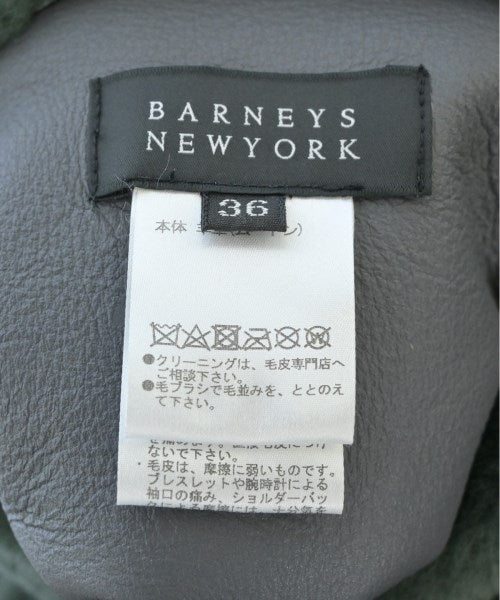 BARNEYS
NEWYORK
36
本体
ン)
●クリーニングは、毛皮専門店へ
ご相談下さい。
●毛ブラシで毛並みを、ととのえ
て下さい。
ないで下さい。
毛皮は、摩擦に弱いものです。
ブレスレットや腕時計による
袖口の痛み、ショルダーバッ